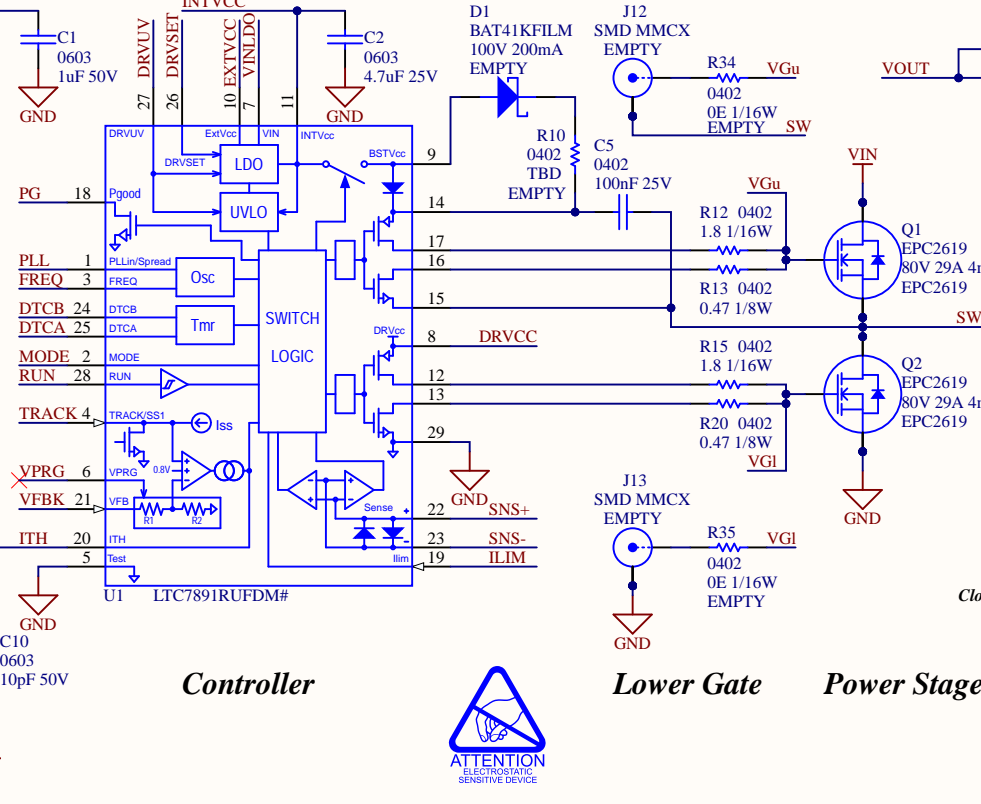 INTVCC
C1
0603
1uF 50V
GND
DRVUV
DRVSET
EXTVCC
VINLDO
27
26
10
7
11
C2
0603
4.7uF 25V
GND
D1
BAT41KFILM
100V 200mA
EMPTY
J12
SMD MMCX
EMPTY
R34
VGu
0402
0E 1/16W
EMPTY
SW
VOUT
DRVUV
ExtVcc
VIN
INTVcc
DRVSET
LDO
BSTVcc
9
R10
0402
TBD
EMPTY
C5
0402
100nF 25V
VIN
PG
18
Pgood
UVLO
14
VGu
R12 0402
1.8 1/16W
17
16
R13 0402
0.47 1/8W
Q1
EPC2619
80V 29A 4m
EPC2619
PLL
1
PLLin/Spread
FREQ
3
FREQ
Osc
DTCB
24
DTCB
DTCA
25
DTCA
Tmr
SWITCH
LOGIC
15
SW
DRVcc
8
DRVCC
MODE
2
MODE
RUN
28
RUN
12
13
R15 0402
1.8 1/16W
R20 0402
0.47 1/8W
VGl
Q2
EPC2619
80V 29A 4m
EPC2619
TRACK
4
TRACK/SS1
Iss
29
GND
GND
VPRG
6
VPRG
0.8V
+
+
-
VFBK
21
VFB
R1
R2
Sense
+
-
22
SNS+
23
SNS-
Ilim
19
ILIM
ITH
20
ITH
5
Test
GND
U1
LTC7891RUFDM#
J13
SMD MMCX
EMPTY
R35
VGl
0402
0E 1/16W
EMPTY
GND
Clo
C10
0603
10pF 50V
Controller
Lower Gate
Power Stage
ATTENTION
ELECTROSTATIC
SENSITIVE DEVICE